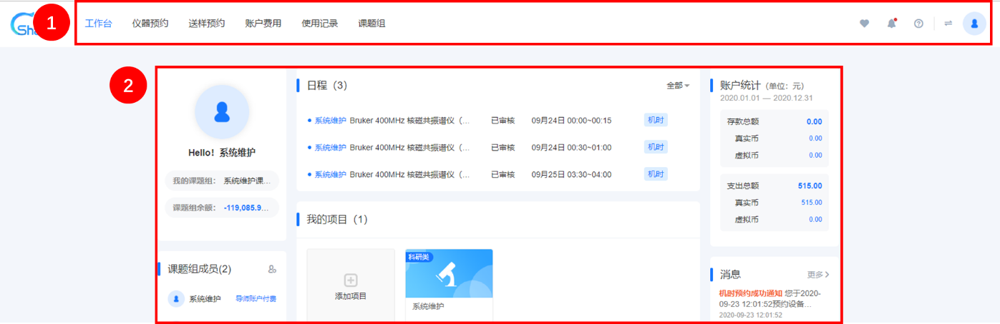 1
工作台 仪器预约 送样预约 账户费用 使用记录 课题组
2
Hello! 系统维护
我的课题组： 系统维护课...
课题组余额： -119,085.9...
课题组成员(2)
系统维护 导师账户付费
日程（3） 全部
系统维护 Bruker 400MHz 核磁共振谱仪（... 已审核 09月24日 00:00~00:15 机时
系统维护 Bruker 400MHz 核磁共振谱仪（... 已审核 09月24日 00:30~01:00 机时
系统维护 Bruker 400MHz 核磁共振谱仪（... 已审核 09月25日 03:30~04:00 机时
我的项目（1）
添加项目
科研类
系统维护
账户统计（单位：元）
2020.01.01 — 2020.12.31
存款总额 0.00
真实币 0.00
虚拟币 0.00
支出总额 515.00
真实币 515.00
虚拟币 0.00
消息 更多
机时预约成功通知 您于2020-
09-23 12:01:52预约设备...
2020-09-23 12:01:52